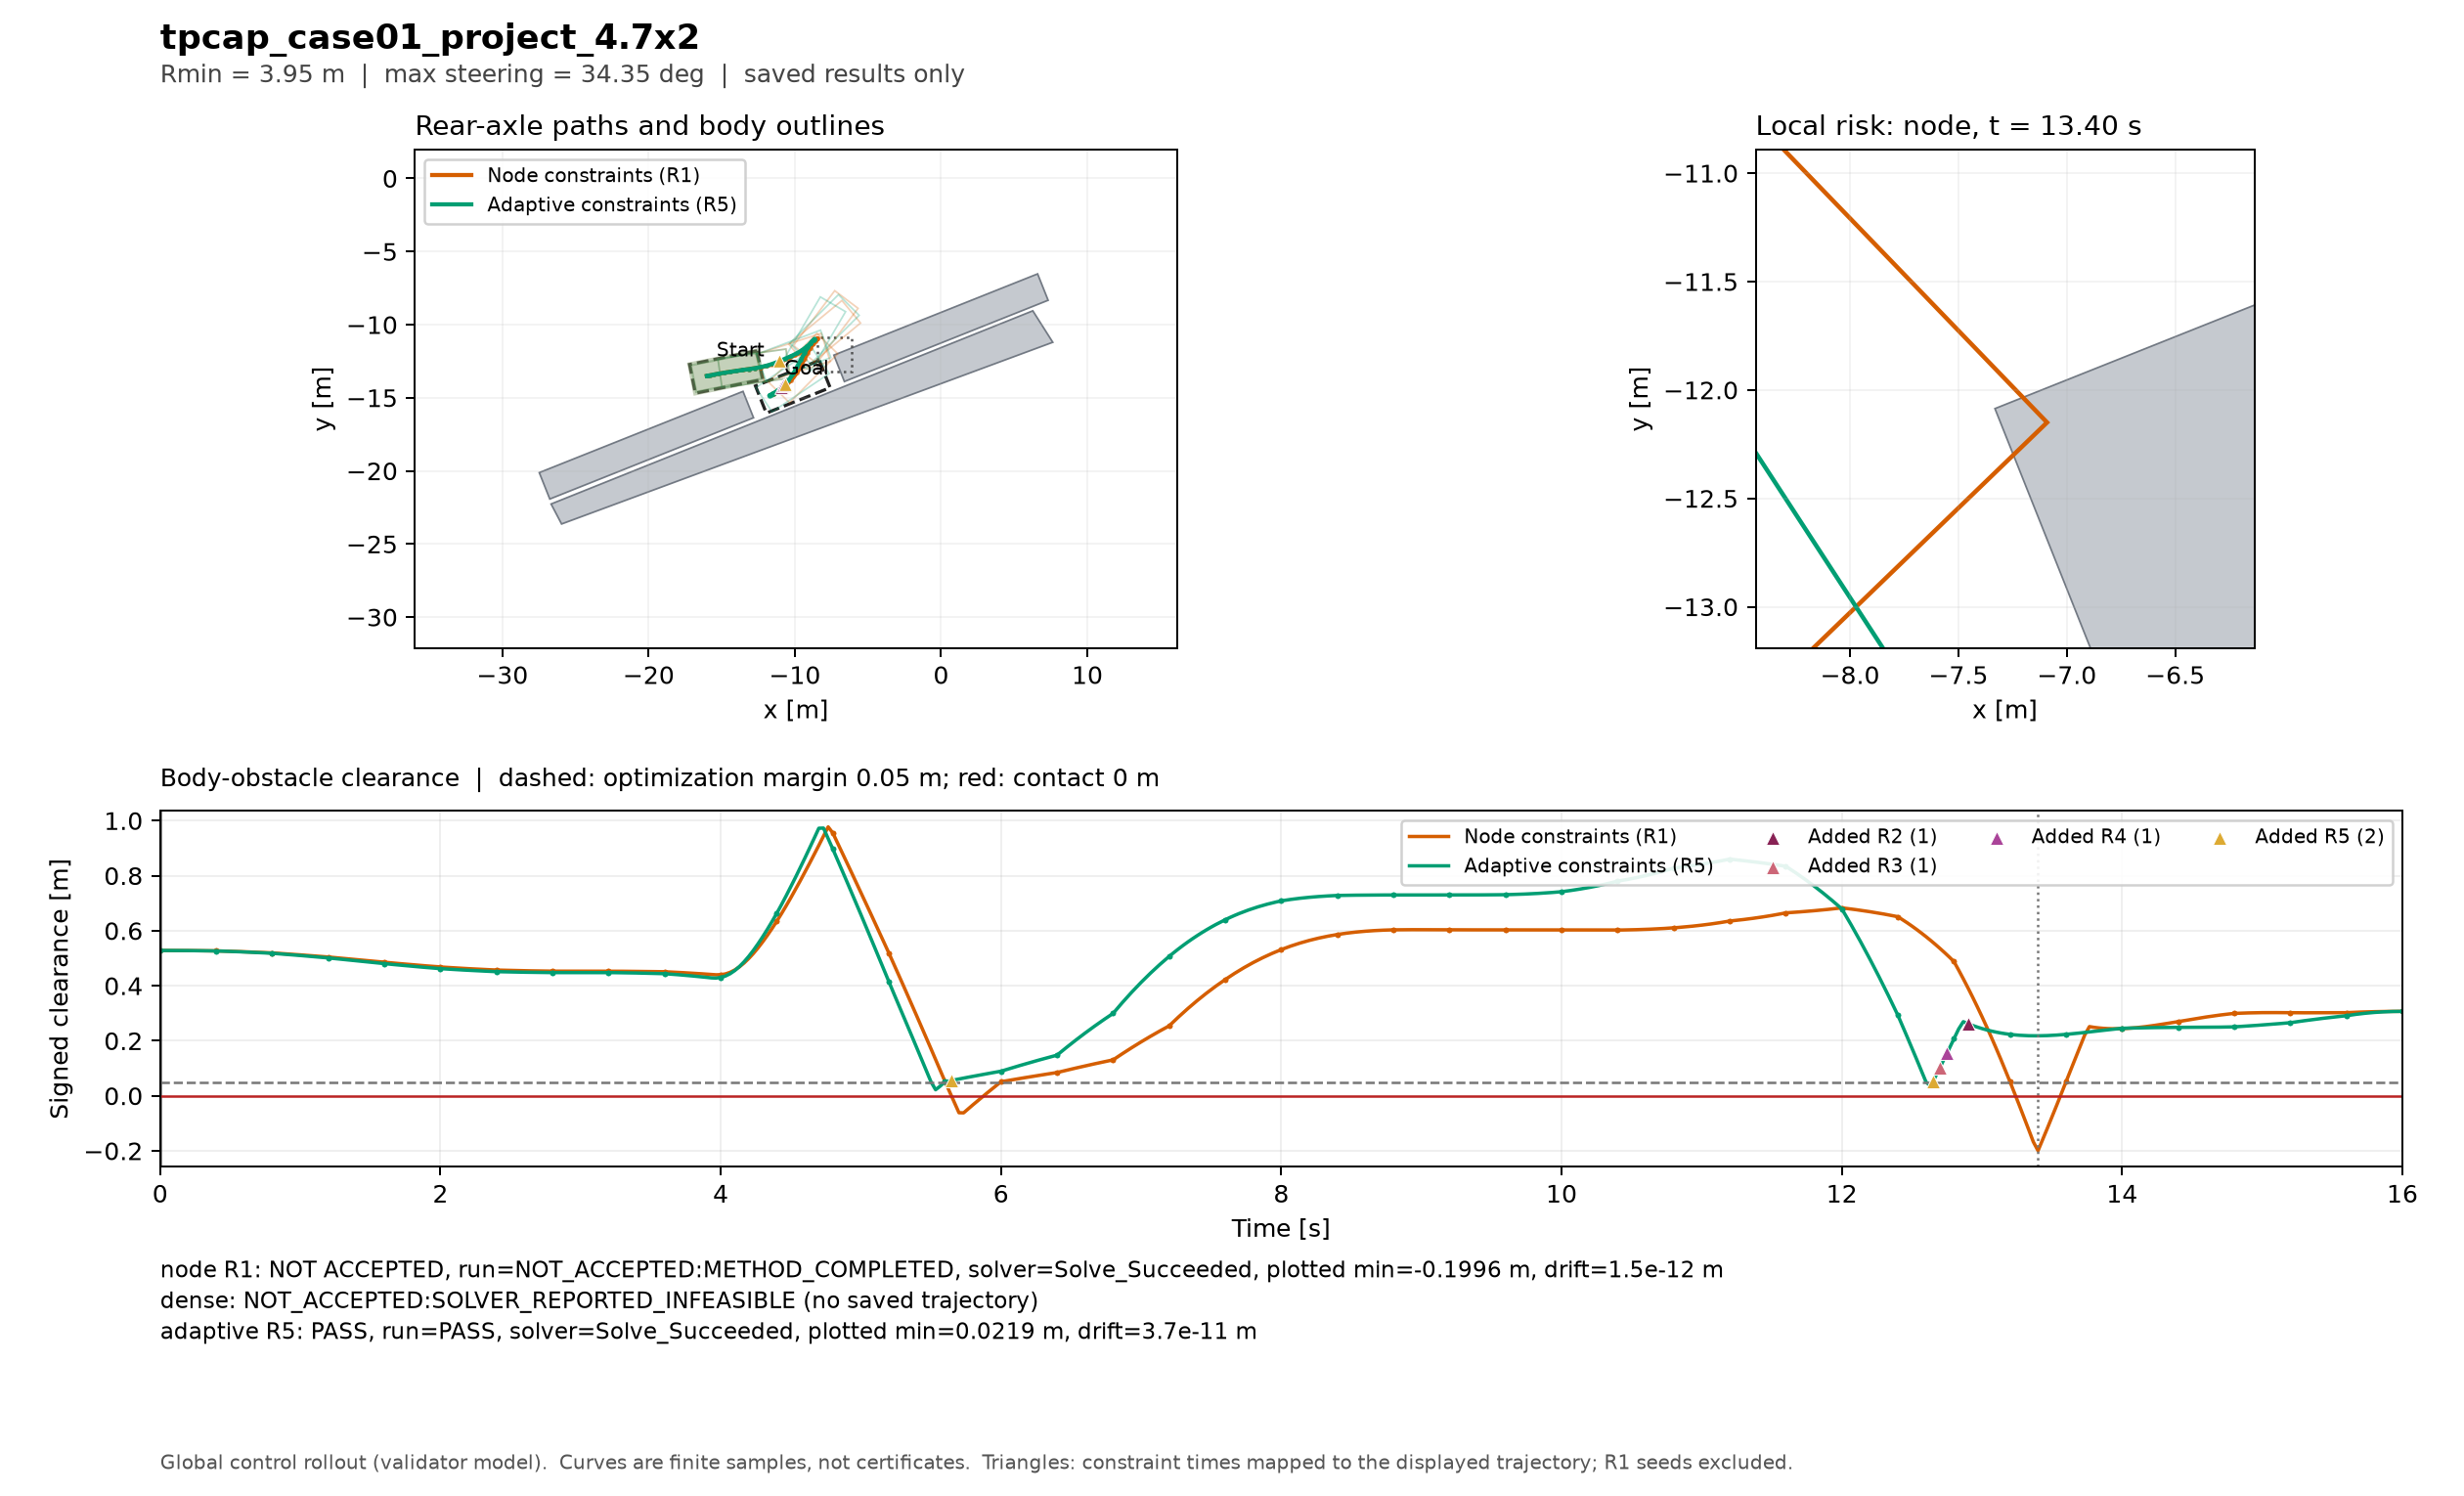 tpcap_case01_project_4.7x2
Rmin = 3.95 m | max steering = 34.35 deg | saved results only
Rear-axle paths and body outlines
Node constraints (R1)
Adaptive constraints (R5)
Start
Goal
0
−5
−10
−15
−20
−25
−30
y [m]
−30 −20 −10 0 10
x [m]
Local risk: node, t = 13.40 s
−11.0
−11.5
−12.0
−12.5
−13.0
y [m]
−8.0 −7.5 −7.0 −6.5
x [m]
Body-obstacle clearance | dashed: optimization margin 0.05 m; red: contact 0 m
Node constraints (R1) Added R2 (1) Added R4 (1) Added R5 (2)
Adaptive constraints (R5) Added R3 (1)
1.0
0.8
0.6
0.4
0.2
0.0
−0.2
Signed clearance [m]
0 2 4 6 8 10 12 14 16
Time [s]
node R1: NOT ACCEPTED, run=NOT_ACCEPTED:METHOD_COMPLETED, solver=Solve_Succeeded, plotted min=-0.1996 m, drift=1.5e-12 m
dense: NOT_ACCEPTED:SOLVER_REPORTED_INFEASIBLE (no saved trajectory)
adaptive R5: PASS, run=PASS, solver=Solve_Succeeded, plotted min=0.0219 m, drift=3.7e-11 m
Global control rollout (validator model). Curves are finite samples, not certificates. Triangles: constraint times mapped to the displayed trajectory; R1 seeds excluded.